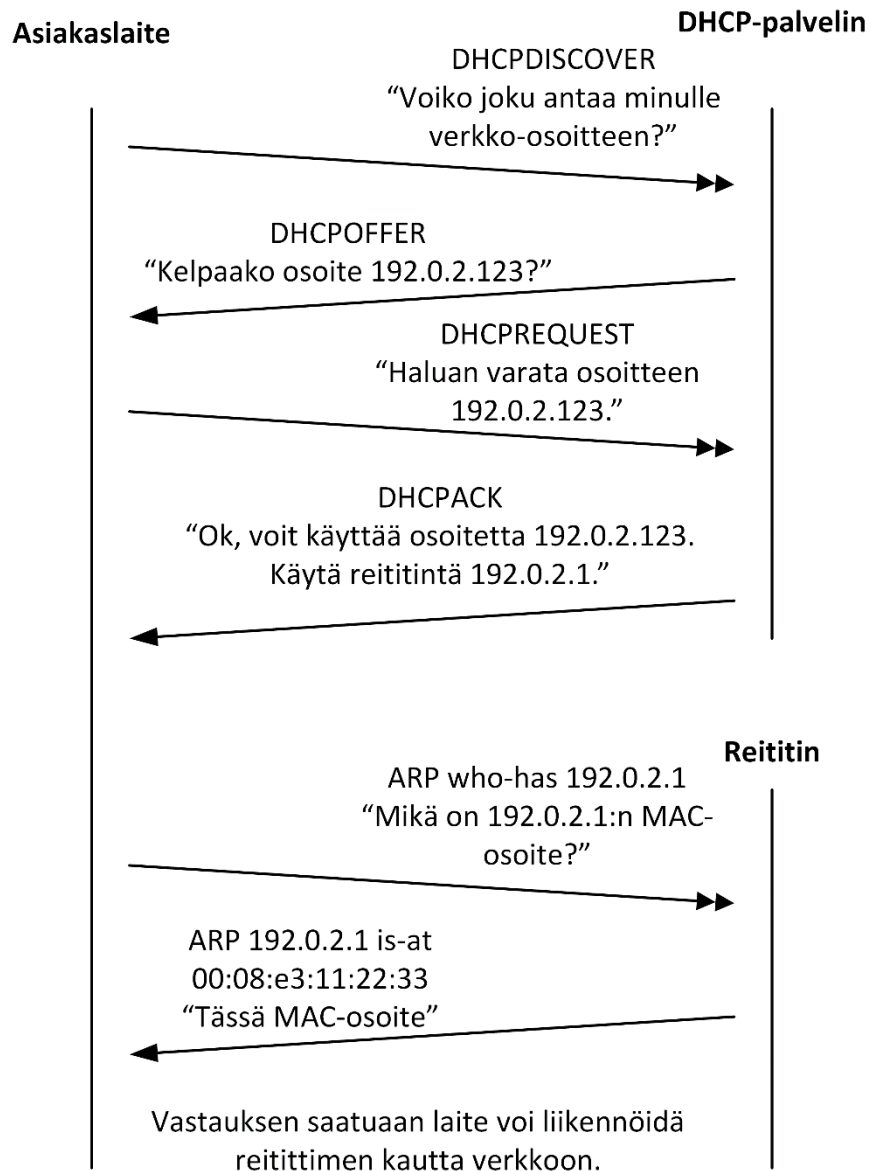 Asiakaslaite
DHCP-palvelin
DHCPDISCOVER
“Voiko joku antaa minulle
verkko-osoitteen?”
DHCPOFFER
“Kelpaako osoite 192.0.2.123?”
DHCPREQUEST
“Haluan varata osoitteen
192.0.2.123.”
DHCPACK
“Ok, voit käyttää osoitetta 192.0.2.123.
Käytä reititintä 192.0.2.1.”
Reititin
ARP who-has 192.0.2.1
“Mikä on 192.0.2.1:n MAC-
osoite?”
ARP 192.0.2.1 is-at
00:08:e3:11:22:33
“Tässä MAC-osoite”
Vastauksen saatuaan laite voi liikennöidä
reitittimen kautta verkkoon.